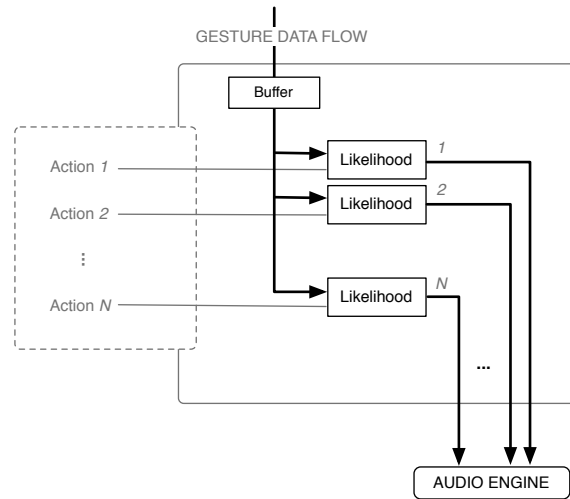 GESTURE DATA FLOW
Buffer
Action 1
Likelihood
1
Action 2
Likelihood
2
...
Action N
Likelihood
N
...
AUDIO ENGINE